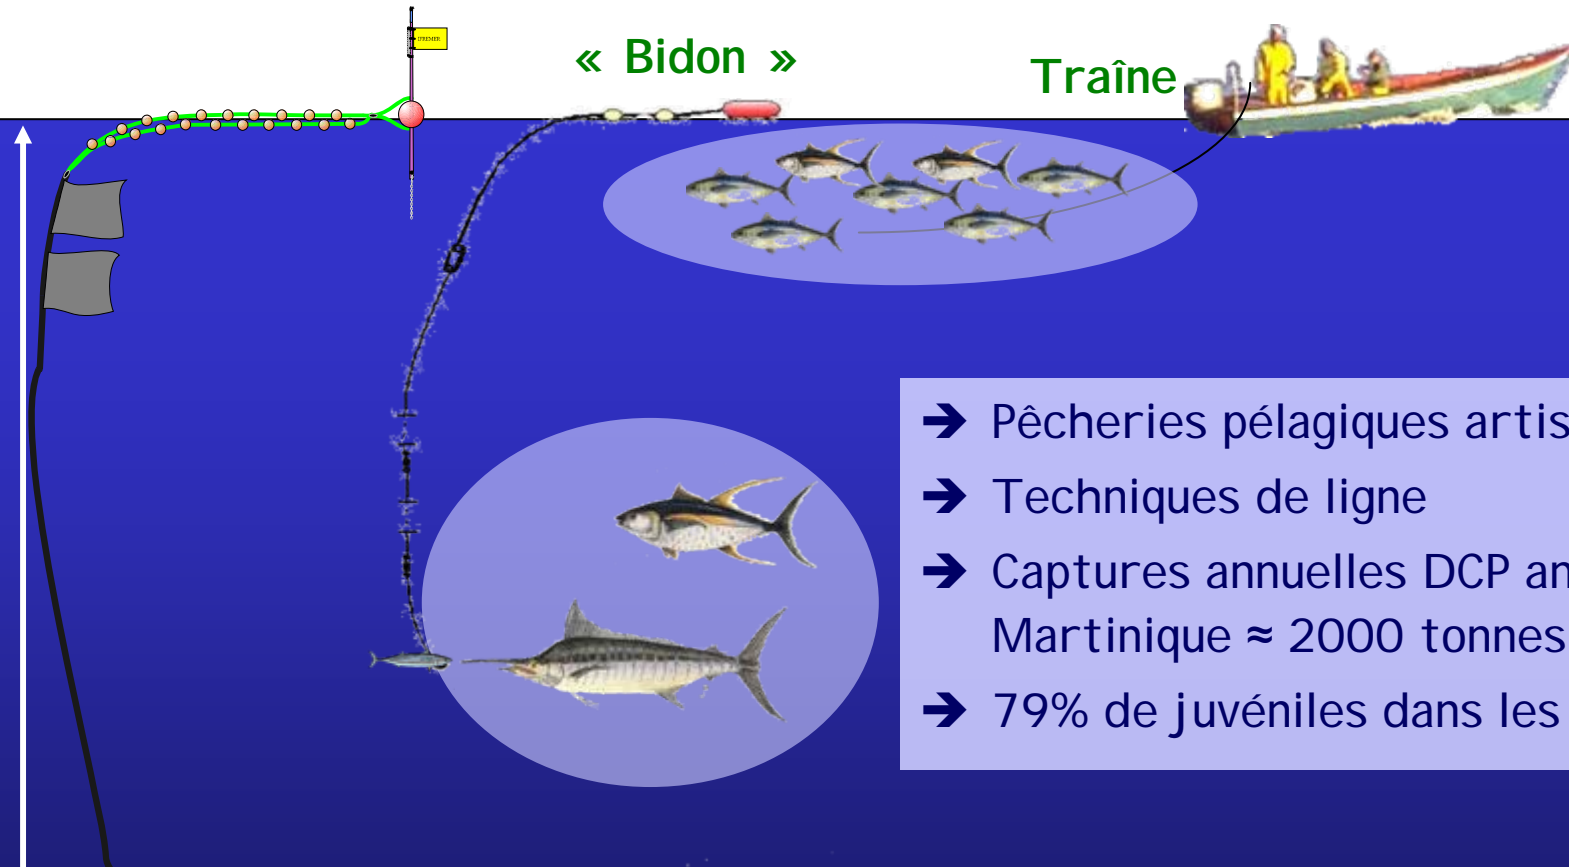 IFREMER
« Bidon »
Traîne
➔ Pêcheries pélagiques artis
➔ Techniques de ligne
➔ Captures annuelles DCP an
Martinique ≈ 2000 tonnes
➔ 79% de juvéniles dans les